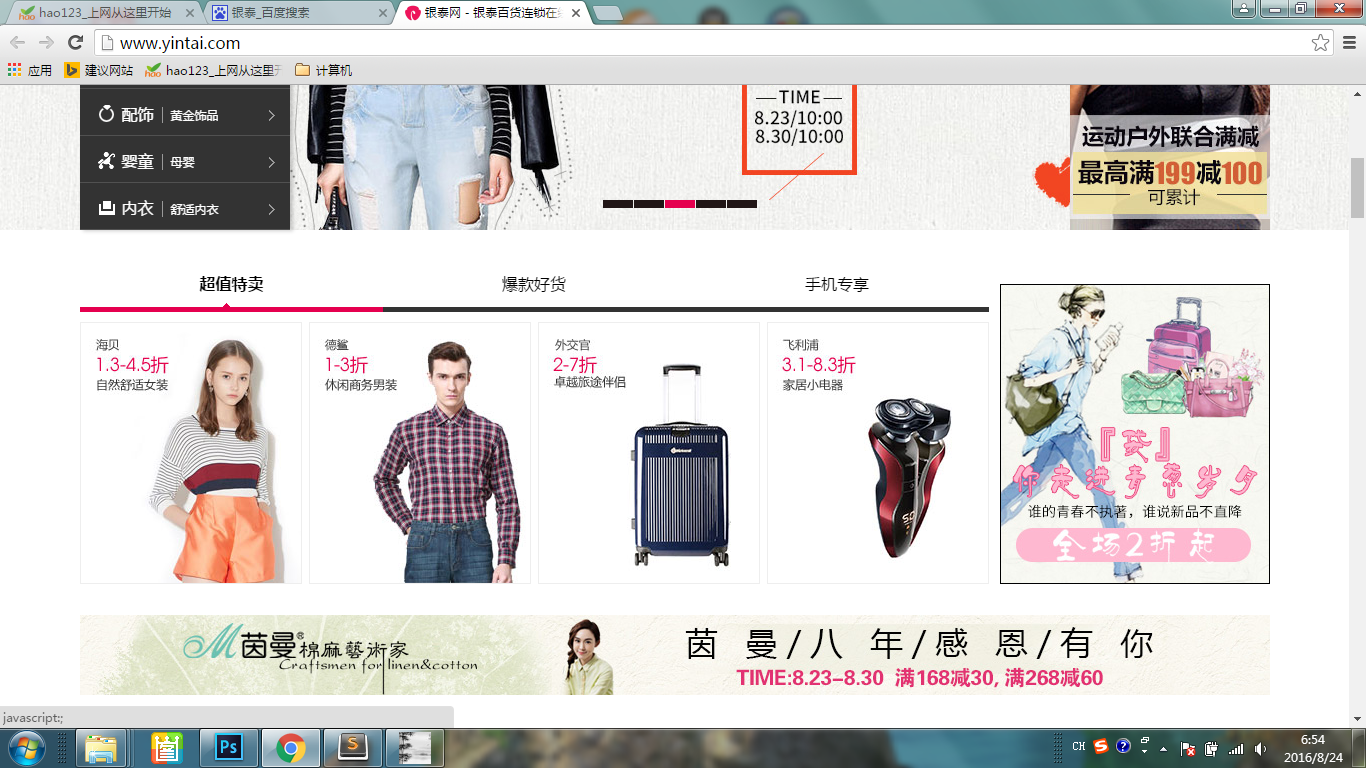 hao123_上网从这里开始
银泰_百度搜索
银泰网 - 银泰百货连锁在
www.yintai.com
应用
建议网站
hao123_上网从这里开
计算机
配饰 | 黄金饰品
婴童 | 母婴
内衣 | 舒适内衣
TIME
8.23/10:00
8.30/10:00
运动户外联合满减
最高满199减100
可累计
超值特卖
爆款好货
手机专享
海贝
1.3-4.5折
自然舒适女装
德鲨
1-3折
休闲商务男装
外交官
2-7折
卓越旅途伴侣
飞利浦
3.1-8.3折
家居小电器
『孩』
你走进青葱岁月
谁的青春不执著，谁说新品不直降
全场2折起
茵曼®棉麻藝術家
Craftsmen for linen&cotton
茵 曼/八 年/感 恩/有 你
TIME:8.23-8.30 满168减30, 满268减60
javascript:;
CH
6:54
2016/8/24